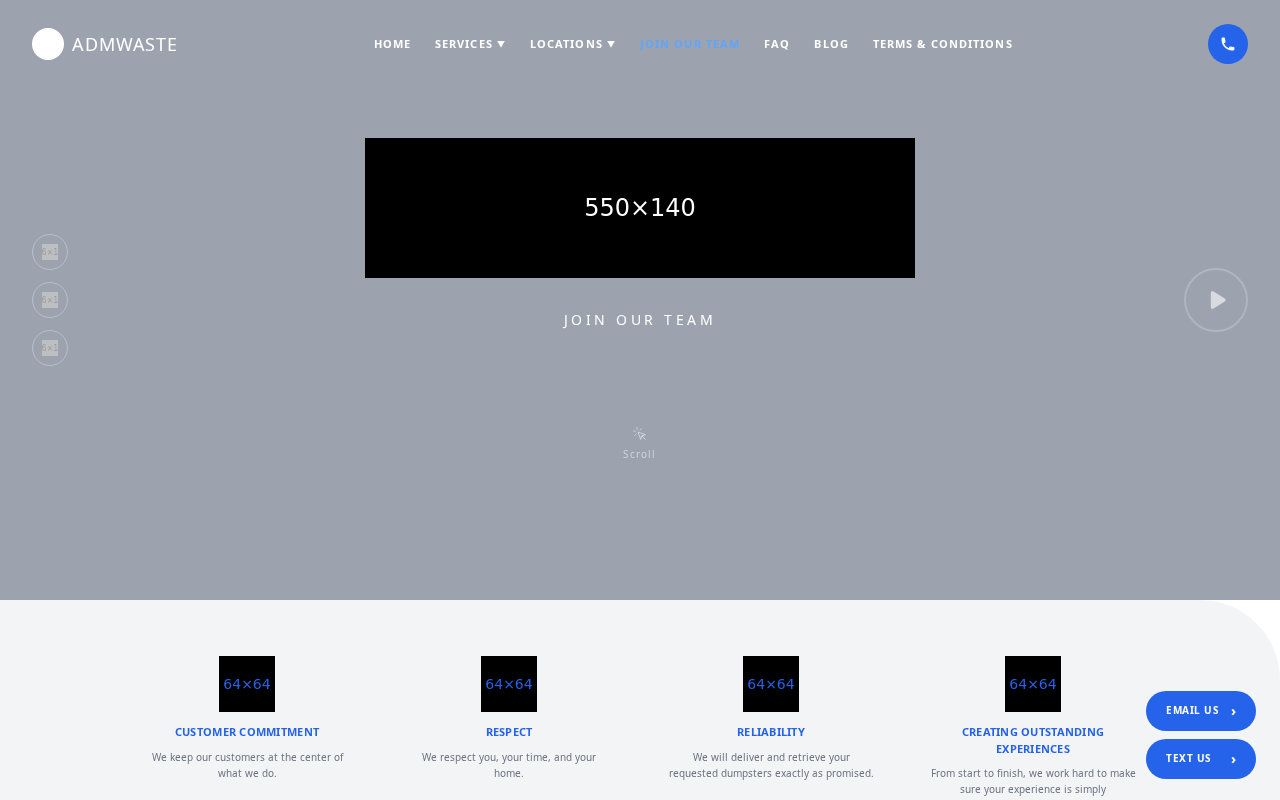 ADMWASTE
HOME SERVICES LOCATIONS JOIN OUR TEAM FAQ BLOG TERMS & CONDITIONS
550×140
JOIN OUR TEAM
Scroll
64×64 64×64 64×64 64×64
CUSTOMER COMMITMENT
We keep our customers at the center of
what we do.
RESPECT
We respect you, your time, and your
home.
RELIABILITY
We will deliver and retrieve your
requested dumpsters exactly as promised.
CREATING OUTSTANDING
EXPERIENCES
From start to finish, we work hard to make
sure your experience is simply
EMAIL US ›
TEXT US ›